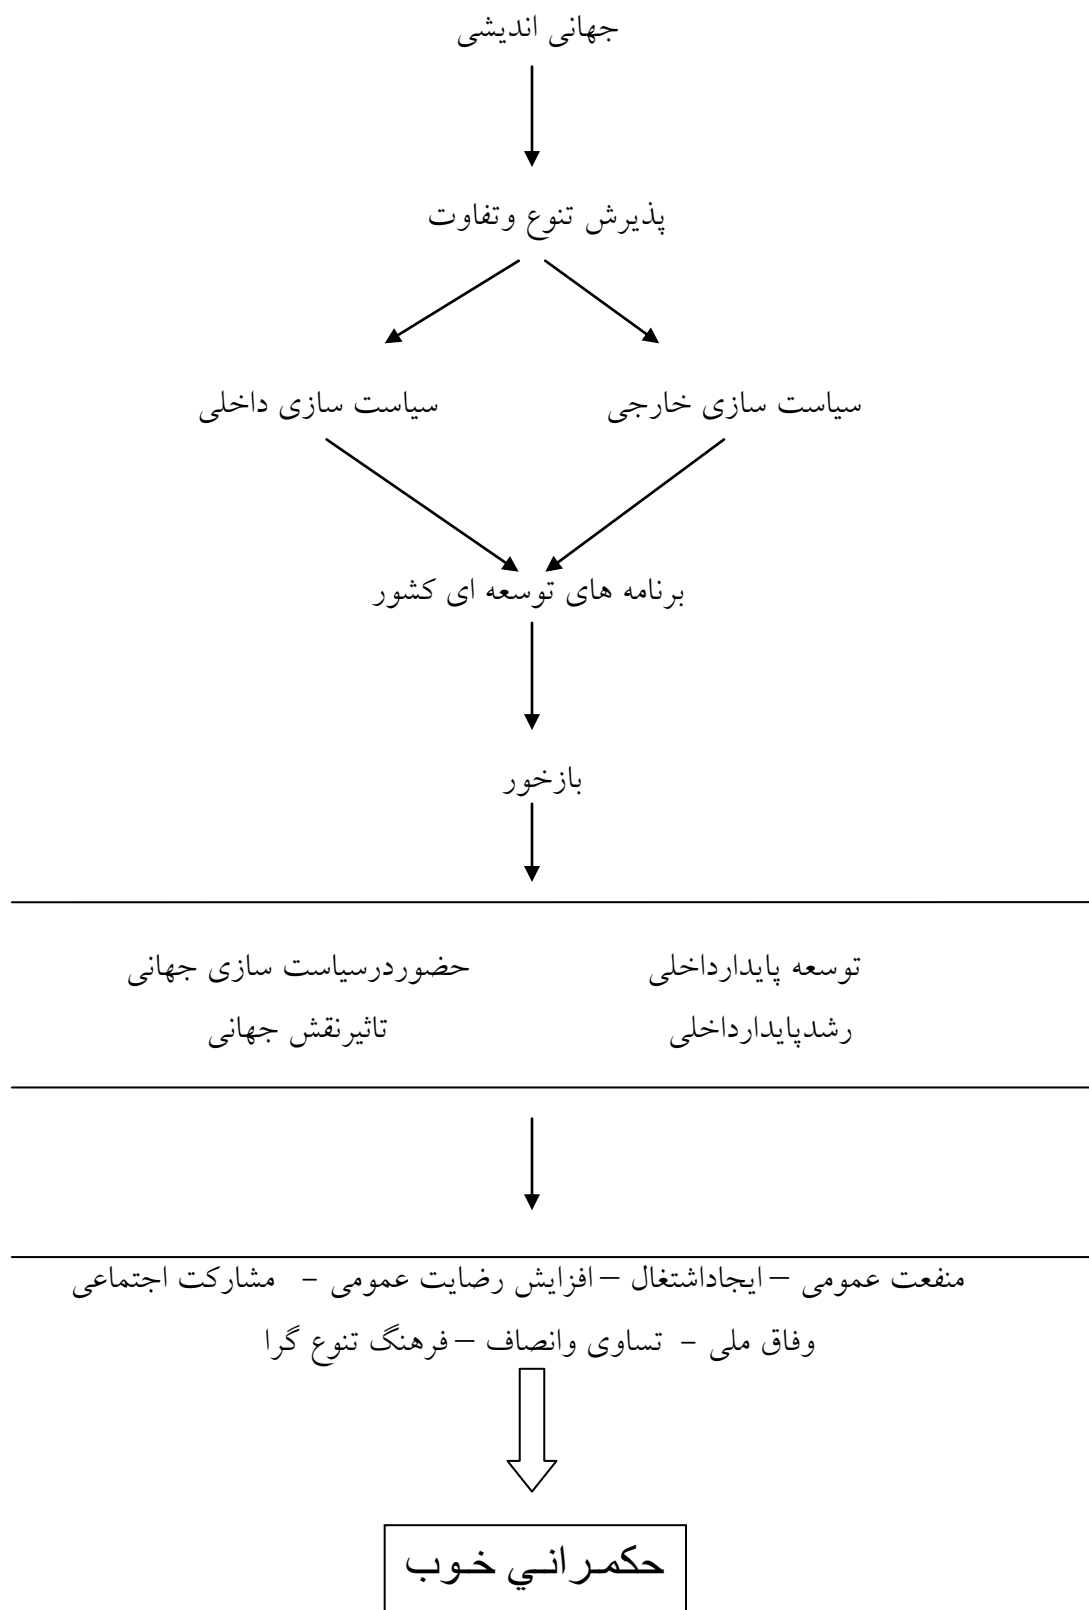 جهانی اندیشی
پذیرش تنوع وتفاوت
سیاست سازی خارجی سیاست سازی داخلی
برنامه های توسعه ای کشور
بازخور
توسعه پایدارداخلی حضوردرسیاست سازی جهانی
رشدپایدارداخلی تاثیرنقش جهانی
منفعت عمومی – ایجاداشتغال – افزایش رضایت عمومی - مشارکت اجتماعی
وفاق ملی - تساوی وانصاف – فرهنگ تنوع گرا
حكمراني خوب